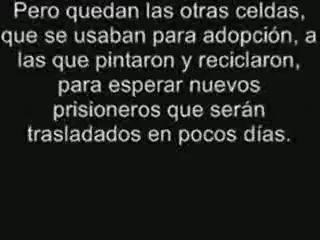 Pero quedan las otras celdas,
que se usaban para adopción, a
las que pintaron y reciclaron,
para esperar nuevos
prisioneros que serán
trasladados en pocos días.